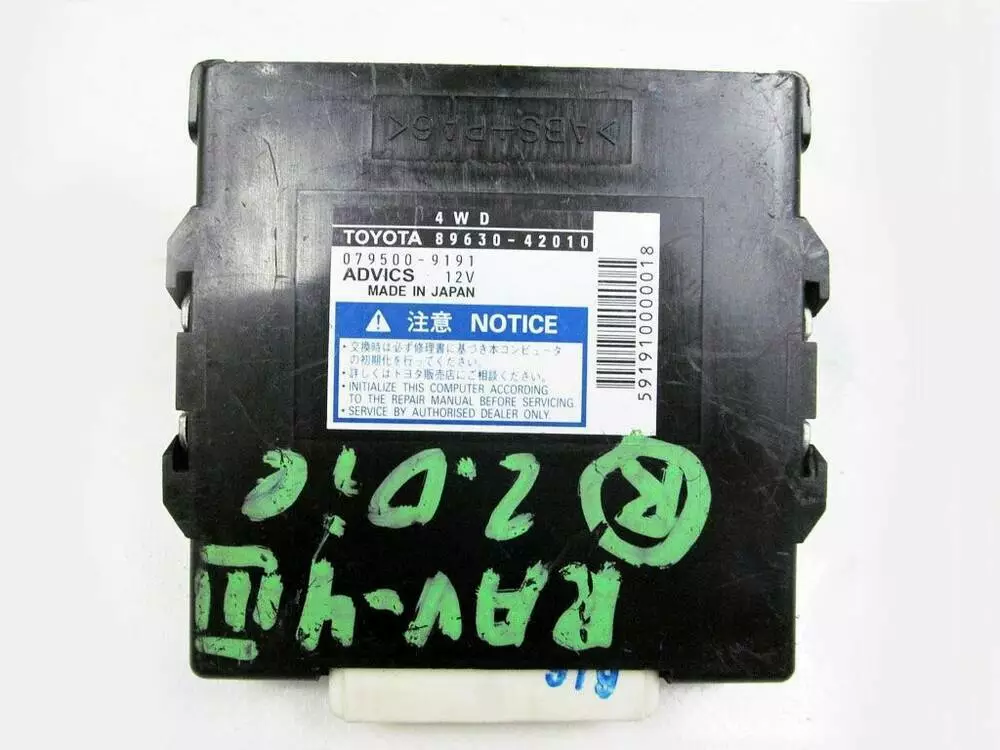 >ABS+PA6<
4WD
TOYOTA 89630-42010
079500-9191
ADVICS 12V
MADE IN JAPAN
注意 NOTICE
・交換時は必ず修理書に基づき本コンピュータ
の初期化を行ってください。
・詳しくはトヨタ販売店にご相談ください。
・INITIALIZE THIS COMPUTER ACCORDING
TO THE REPAIR MANUAL BEFORE SERVICING.
・SERVICE BY AUTHORISED DEALER ONLY.
59191000000018
RAV-4 III
2.0i
R